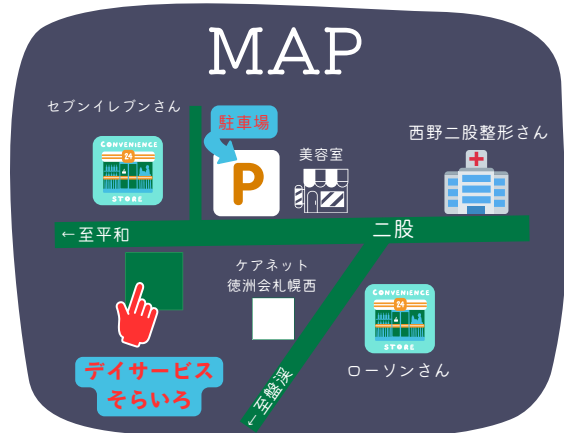 MAP
セブンイレブンさん
駐車場
西野二股整形さん
美容室
CONVENIENCE
24
STORE
P
←至平和
二股
ケアネット
徳洲会札幌西
CONVENIENCE
24
STORE
ローソンさん
デイサービス
そらいろ
←至盤渓